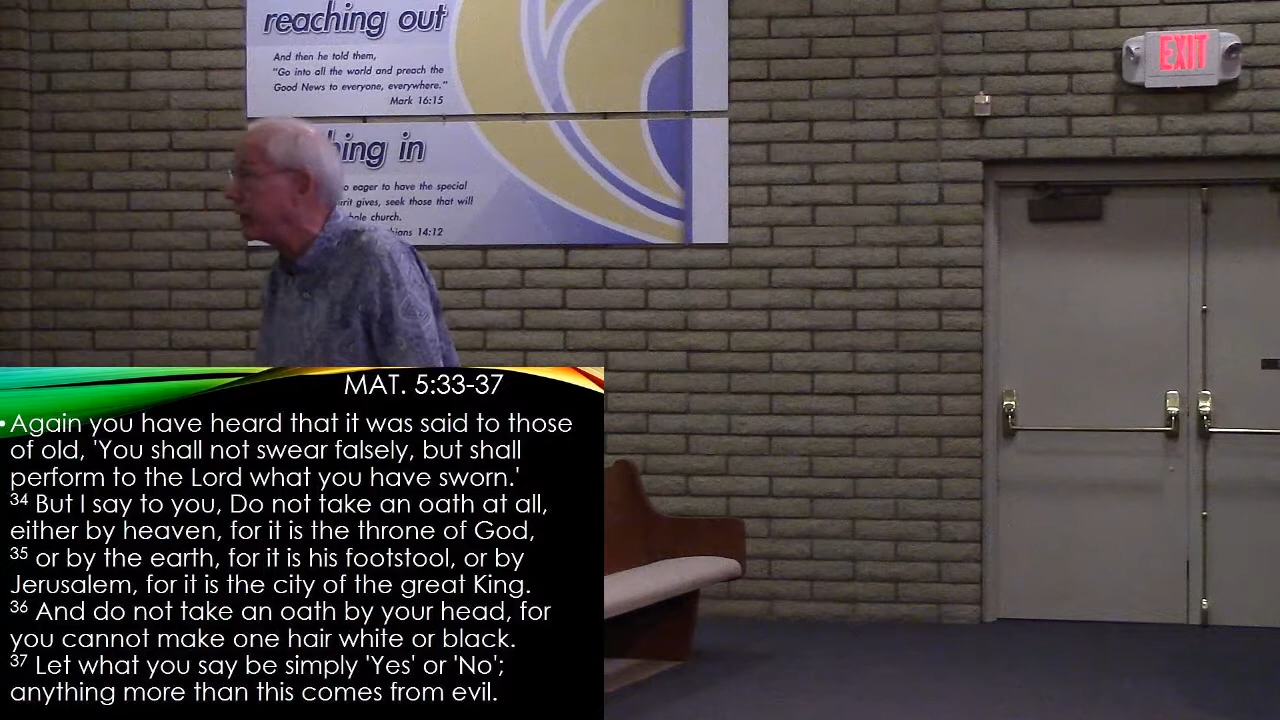 reaching out
And then he told them,
"Go into all the world and preach the
Good News to everyone, everywhere."
Mark 16:15
EXIT
in
eager to have the special
gives, seek those that will
church.
14:12
MAT. 5:33-37
• Again you have heard that it was said to those
of old, 'You shall not swear falsely, but shall
perform to the Lord what you have sworn.'
34 But I say to you, Do not take an oath at all,
either by heaven, for it is the throne of God,
35 or by the earth, for it is his footstool, or by
Jerusalem, for it is the city of the great King.
36 And do not take an oath by your head, for
you cannot make one hair white or black.
37 Let what you say be simply 'Yes' or 'No';
anything more than this comes from evil.